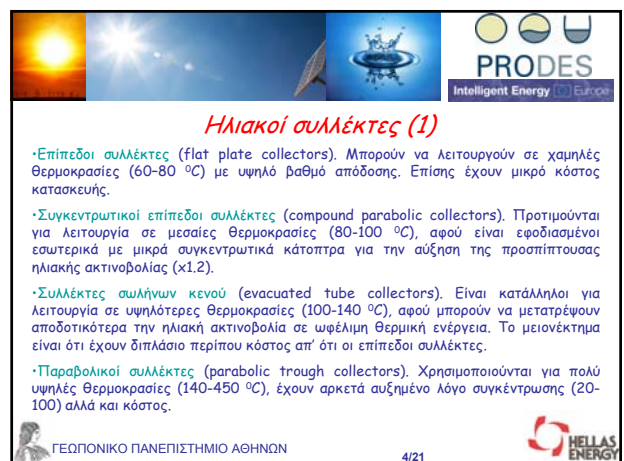 PRODES
Intelligent Energy Europe
Ηλιακοί συλλέκτες (1)
•Επίπεδοι συλλέκτες (flat plate collectors). Μπορούν να λειτουργούν σε χαμηλές
θερμοκρασίες (60–80 ⁰C) με υψηλό βαθμό απόδοσης. Επίσης έχουν μικρό κόστος
κατασκευής.
•Συγκεντρωτικοί επίπεδοι συλλέκτες (compound parabolic collectors). Προτιμούνται
για λειτουργία σε μεσαίες θερμοκρασίες (80-100 ⁰C), αφού είναι εφοδιασμένοι
εσωτερικά με μικρά συγκεντρωτικά κάτοπτρα για την αύξηση της προσπίπτουσας
ηλιακής ακτινοβολίας (x1.2).
•Συλλέκτες σωλήνων κενού (evacuated tube collectors). Είναι κατάλληλοι για
λειτουργία σε υψηλότερες θερμοκρασίες (100-140 ⁰C), αφού μπορούν να μετατρέψουν
αποδοτικότερα την ηλιακή ακτινοβολία σε ωφέλιμη θερμική ενέργεια. Το μειονέκτημα
είναι ότι έχουν διπλάσιο περίπου κόστος απ’ ότι οι επίπεδοι συλλέκτες.
•Παραβολικοί συλλέκτες (parabolic trough collectors). Χρησιμοποιούνται για πολύ
υψηλές θερμοκρασίες (140-450 ⁰C), έχουν αρκετά αυξημένο λόγο συγκέντρωσης (20-
100) αλλά και κόστος.
ΓΕΩΠΟΝΙΚΟ ΠΑΝΕΠΙΣΤΗΜΙΟ ΑΘΗΝΩΝ
4/21
HELLAS
ENERGY